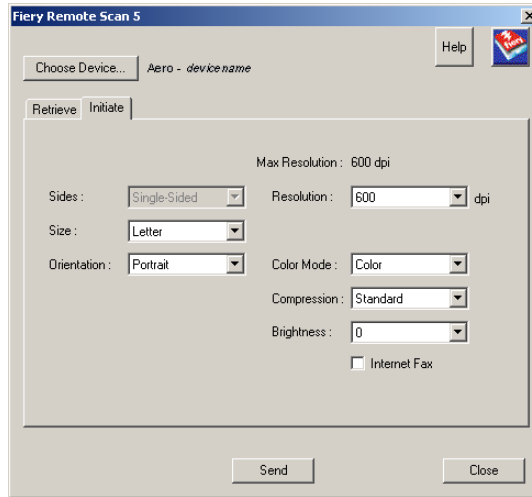 Fiery Remote Scan 5
Help
fiery
Choose Device... Aero - devicename
Retrieve Initiate
Max Resolution : 600 dpi
Sides : Single-Sided Resolution : 600 dpi
Size : Letter
Orientation : Portrait Color Mode : Color
Compression : Standard
Brightness : 0
Internet Fax
Send Close